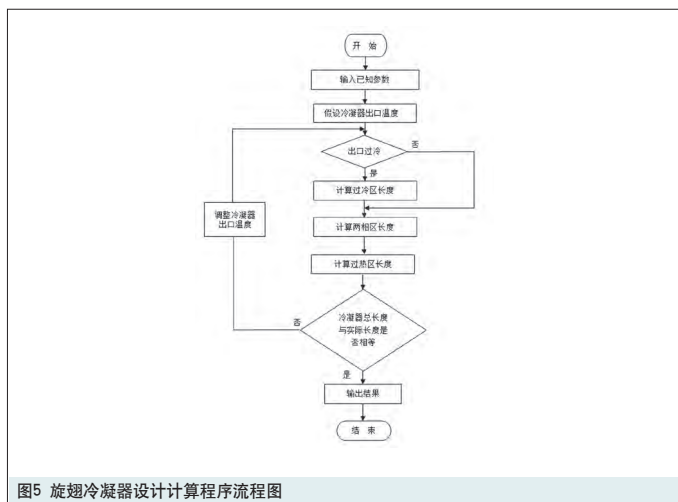 开 始
输入已知参数
假设冷凝器出口温度
出口过冷
否
是
计算过冷区长度
调整冷凝器
出口温度
计算两相区长度
计算过热区长度
冷凝器总长度
与实际长度是
否相等
否
是
输出结果
结 束
图5 旋翅冷凝器设计计算程序流程图